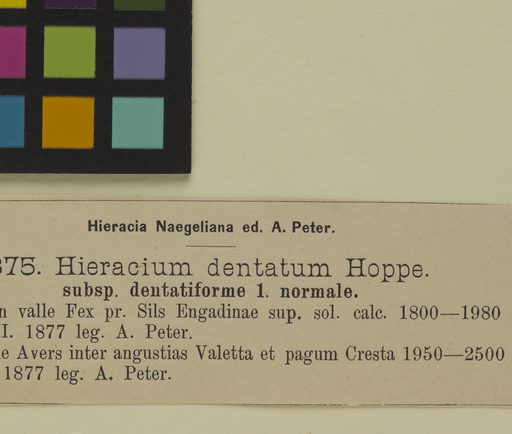 Hieracia Naegeliana ed. A. Peter.
375. Hieracium dentatum Hoppe.
subsp. dentatiforme 1. normale.
valle Fex pr. Sils Engadinae sup. sol. calc. 1800—1980
1877 leg. A. Peter.
Avers inter angustias Valetta et pagum Cresta 1950—2500
1877 leg. A. Peter.